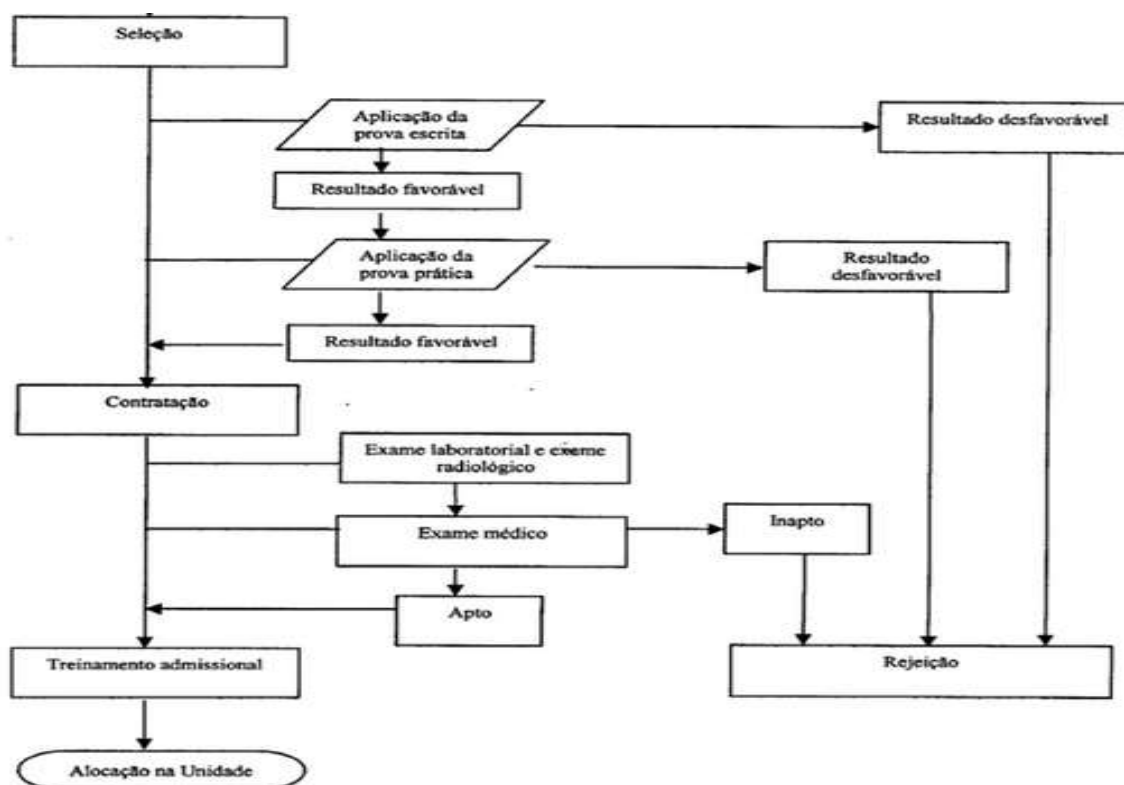 Seleção
Aplicação da
prova escrita
Resultado desfavorável
Resultado favorável
Aplicação da
prova prática
Resultado
desfavorável
Resultado favorável
Contratação
Exame laboratorial e exeme
radiológico
Exame médico
Inapto
Apto
Treinamento admissional
Rejeição
Alocação na Unidade